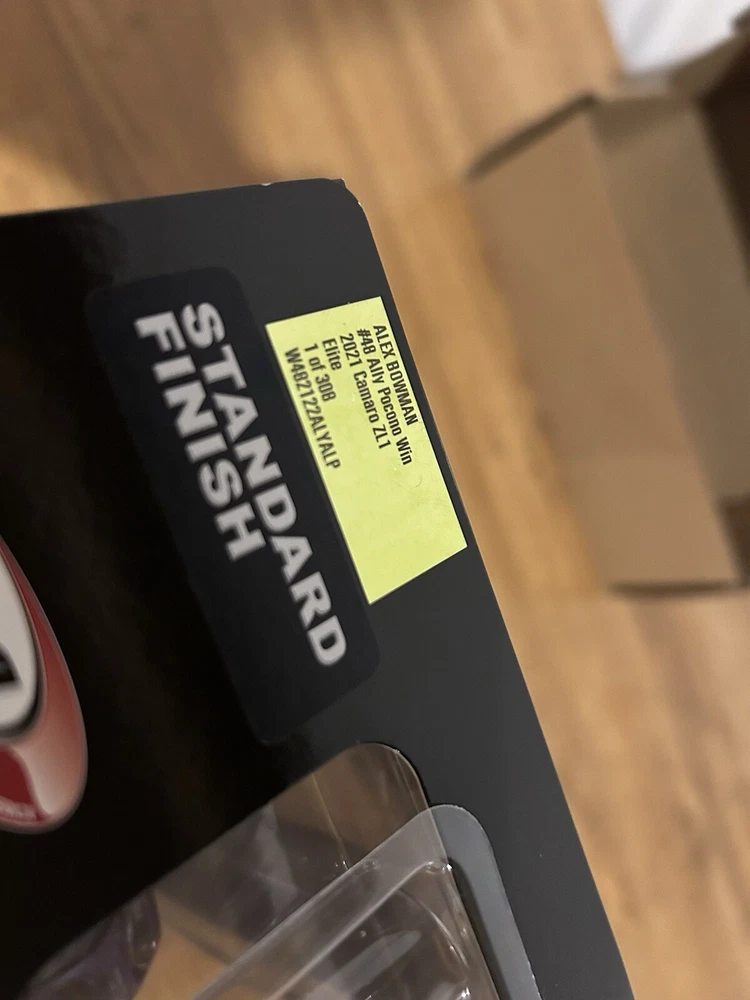 ALEX BOWMAN
#48 Ally Pocono Win
2021 Camaro ZL1
Elite
1 of 308
W482122ALYALP
STANDARD
FINISH